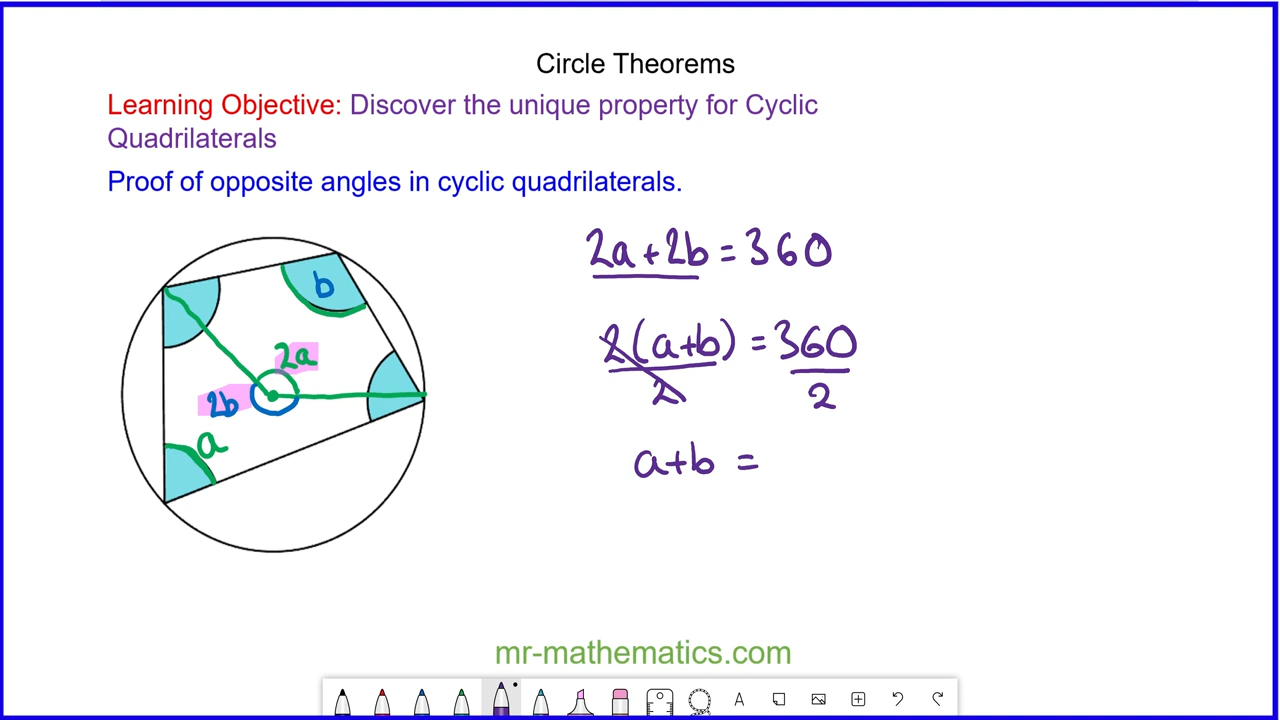 Circle Theorems
Learning Objective: Discover the unique property for Cyclic
Quadrilaterals
Proof of opposite angles in cyclic quadrilaterals.
b
2a
2b
a
2a + 2b = 360
2(a+b) = 360
2 2
a+b =
mr-mathematics.com
A